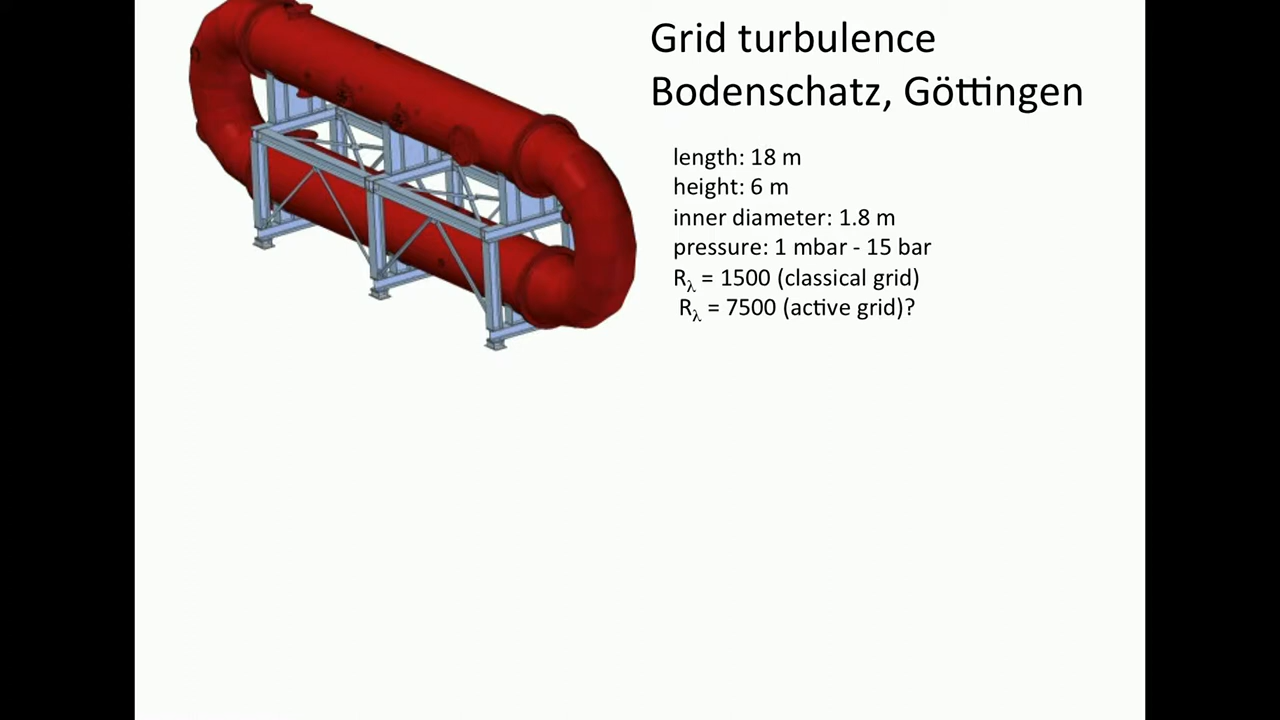 Grid turbulence
Bodenschatz, Göttingen
length: 18 m
height: 6 m
inner diameter: 1.8 m
pressure: 1 mbar - 15 bar
Rλ = 1500 (classical grid)
Rλ = 7500 (active grid)?